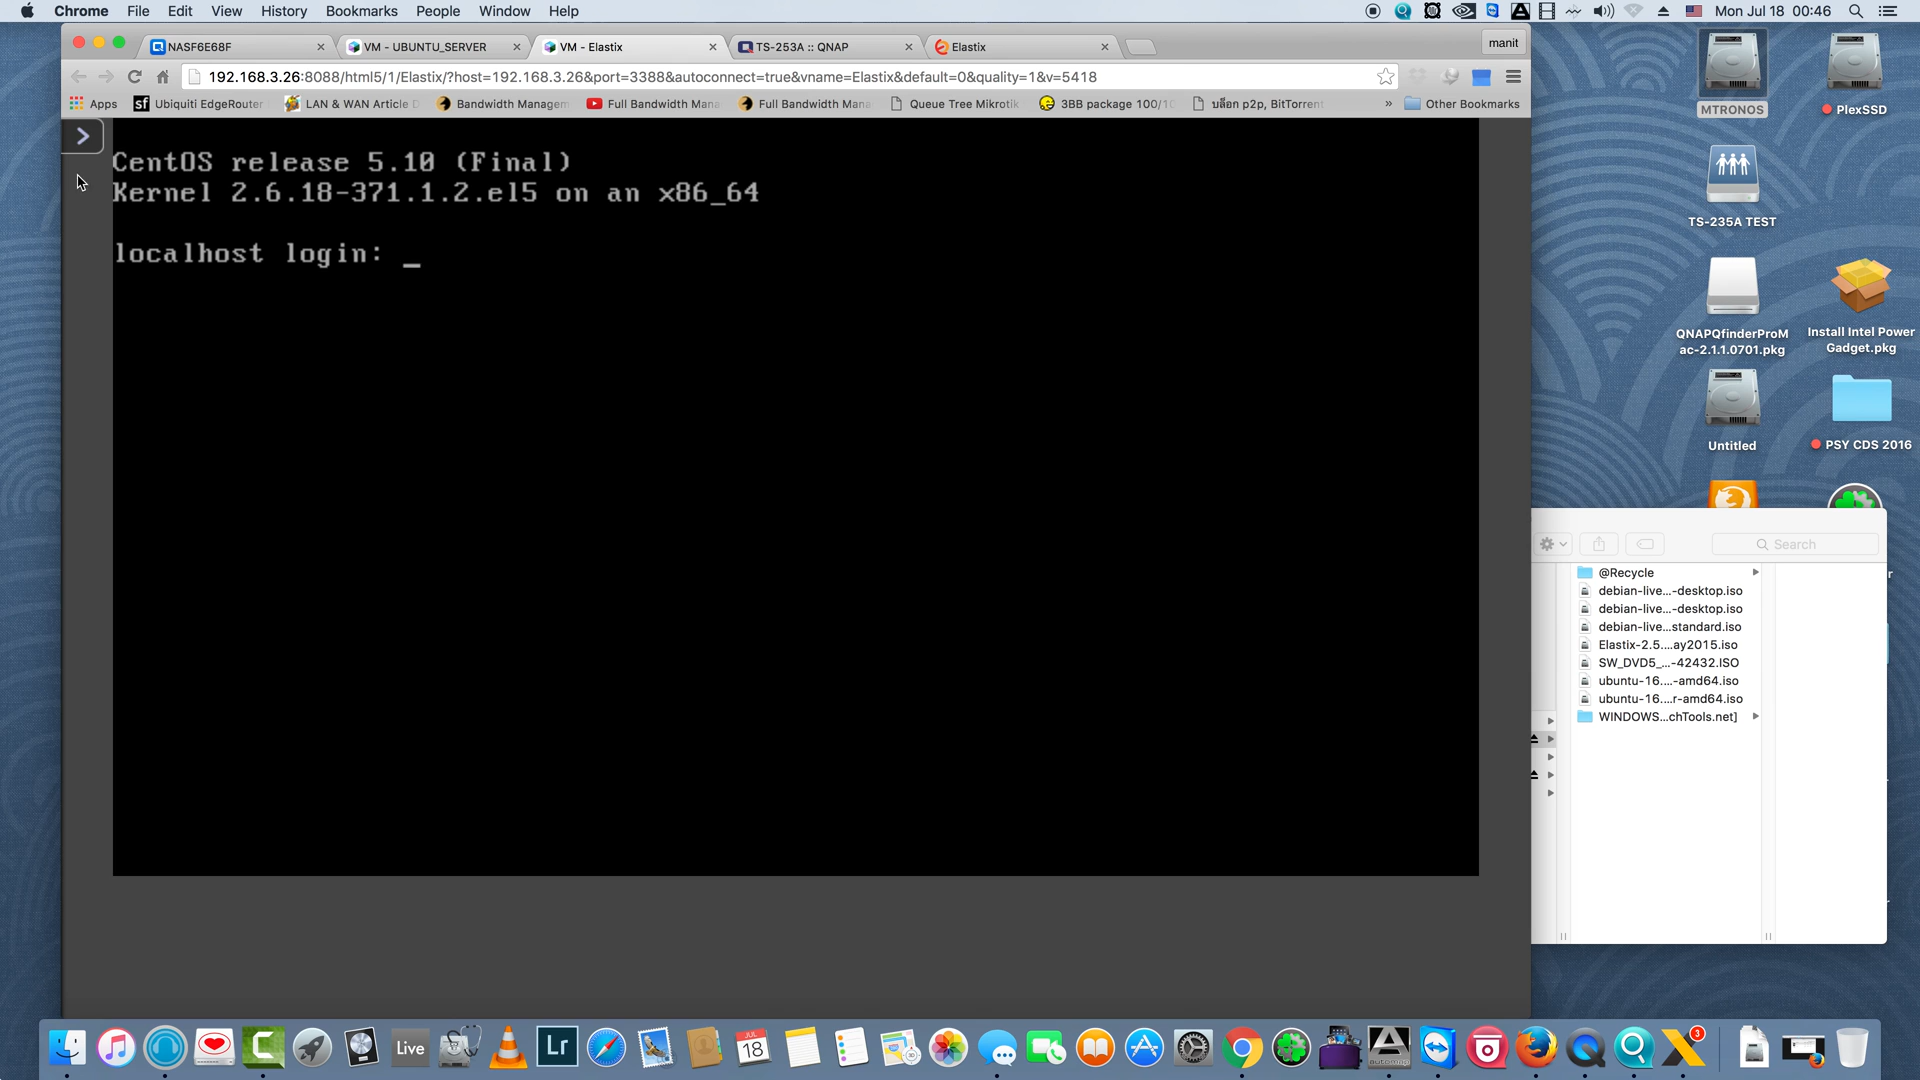 Chrome File Edit View History Bookmarks People Window Help Mon Jul 18 00:46
NASF6E68F VM - UBUNTU_SERVER VM - Elastix TS-253A :: QNAP Elastix manit
192.168.3.26:8088/html5/1/Elastix/?host=192.168.3.26&port=3388&autoconnect=true&vname=Elastix&default=0&quality=1&v=5418
Apps Ubiquiti EdgeRouter LAN & WAN Article Bandwidth Managem Full Bandwidth Mana Full Bandwidth Mana Queue Tree Mikrotik 3BB package 100/10 บล็อก p2p, BitTorrent » Other Bookmarks
CentOS release 5.10 (Final)
Kernel 2.6.18-371.1.2.el5 on an x86_64
localhost login: _
MTRONOS
PlexSSD
TS-235A TEST
QNAPQfinderProM
ac-2.1.1.0701.pkg
Install Intel Power
Gadget.pkg
Untitled
PSY CDS 2016
Search
@Recycle
debian-live...-desktop.iso
debian-live...-desktop.iso
debian-live...standard.iso
Elastix-2.5....ay2015.iso
SW_DVD5_...-42432.ISO
ubuntu-16....-amd64.iso
ubuntu-16....r-amd64.iso
WINDOWS...chTools.net]
Live
Lr
JUL
18
automap
3